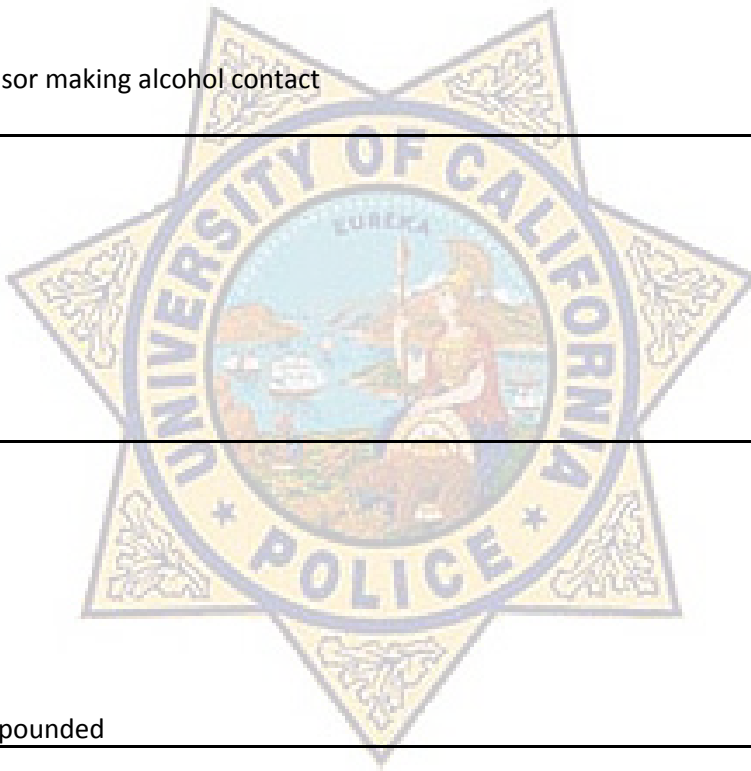 sor making alcohol contact
UNIVERSITY OF CALIFORNIA
EUREKA
POLICE
pounded